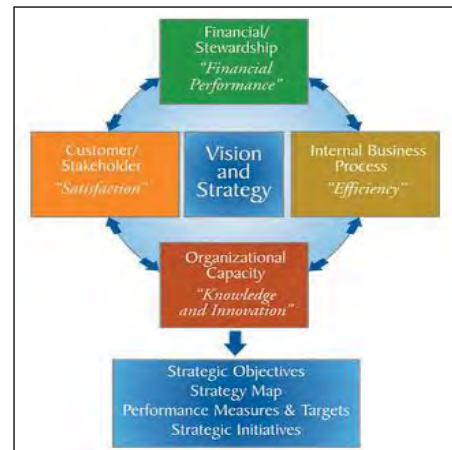 Financial/
Stewardship
"Financial
Performance"
Customer/
Stakeholder
"Satisfaction"
Vision
and
Strategy
Internal Business
Process
"Efficiency"
Organizational
Capacity
"Knowledge
and Innovation"
Strategic Objectives
Strategy Map
Performance Measures & Targets
Strategic Initiatives